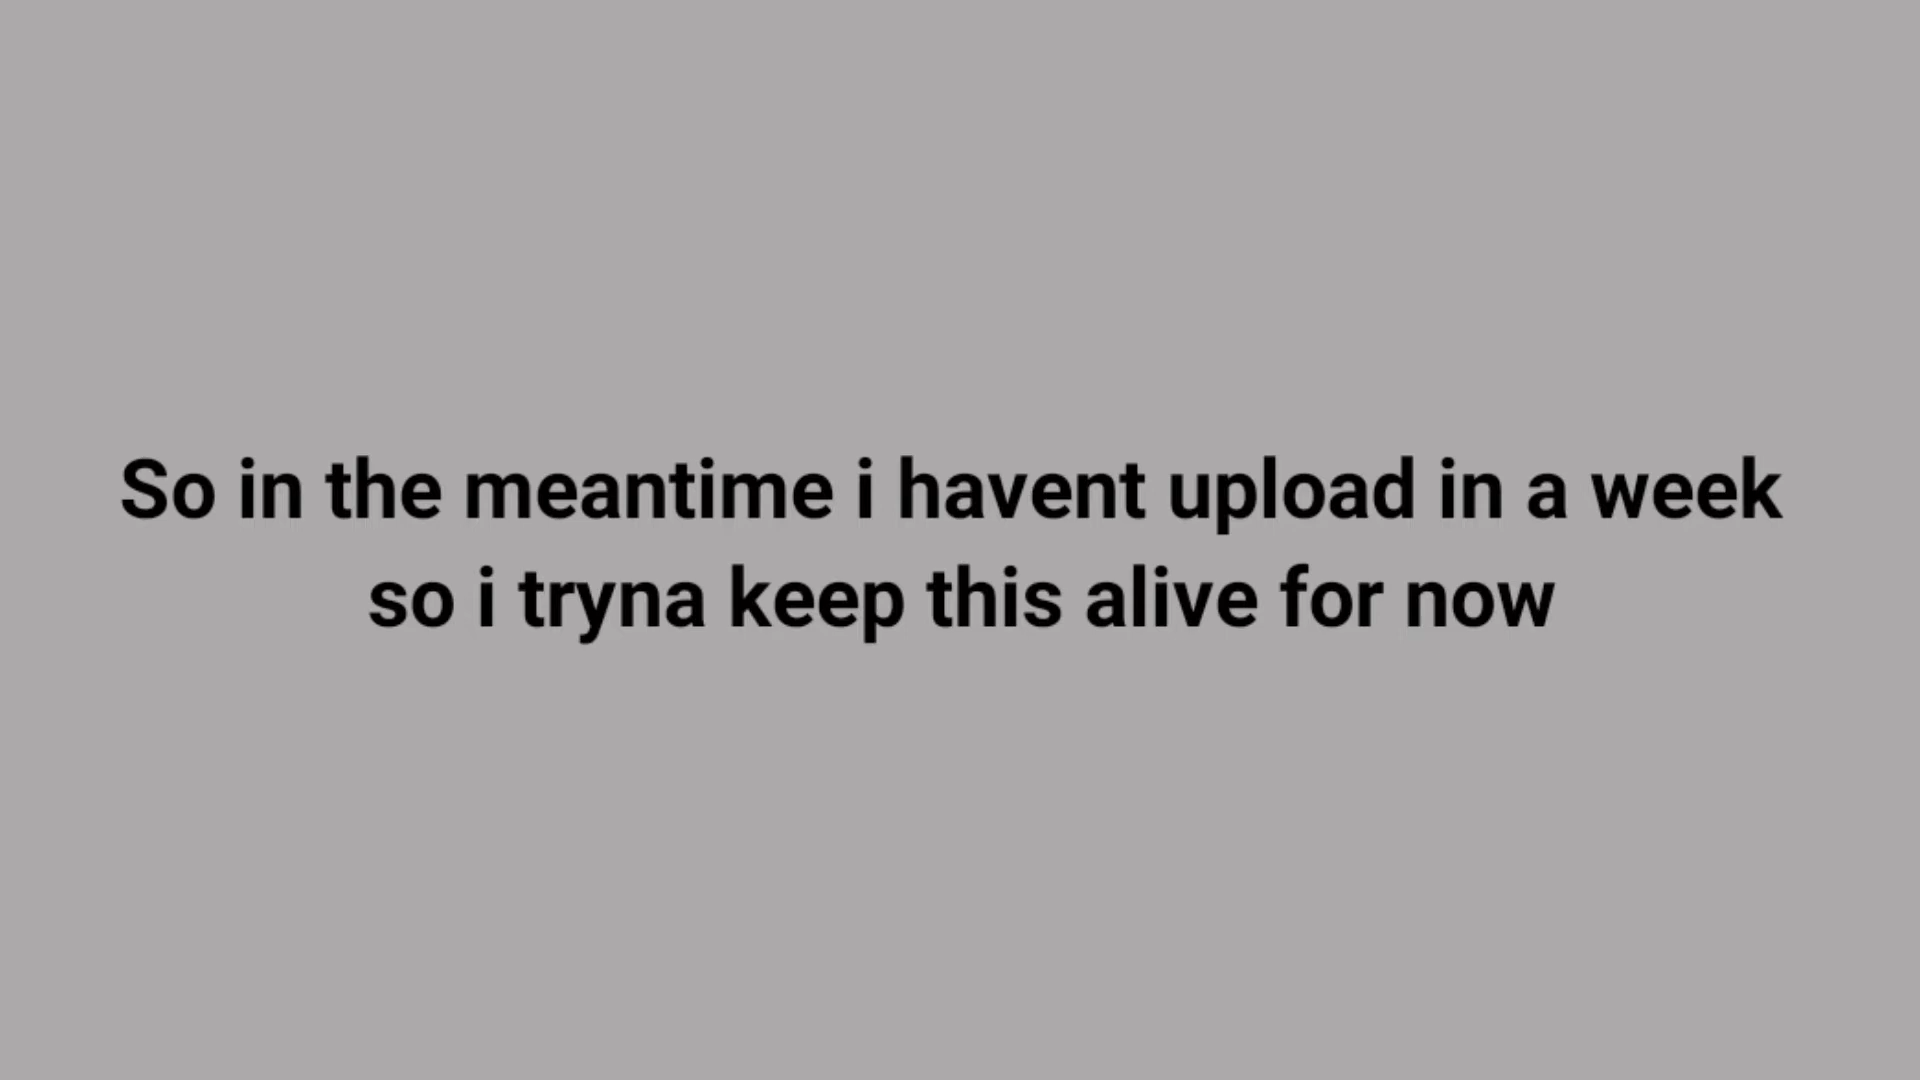 So in the meantime i havent upload in a week
so i tryna keep this alive for now